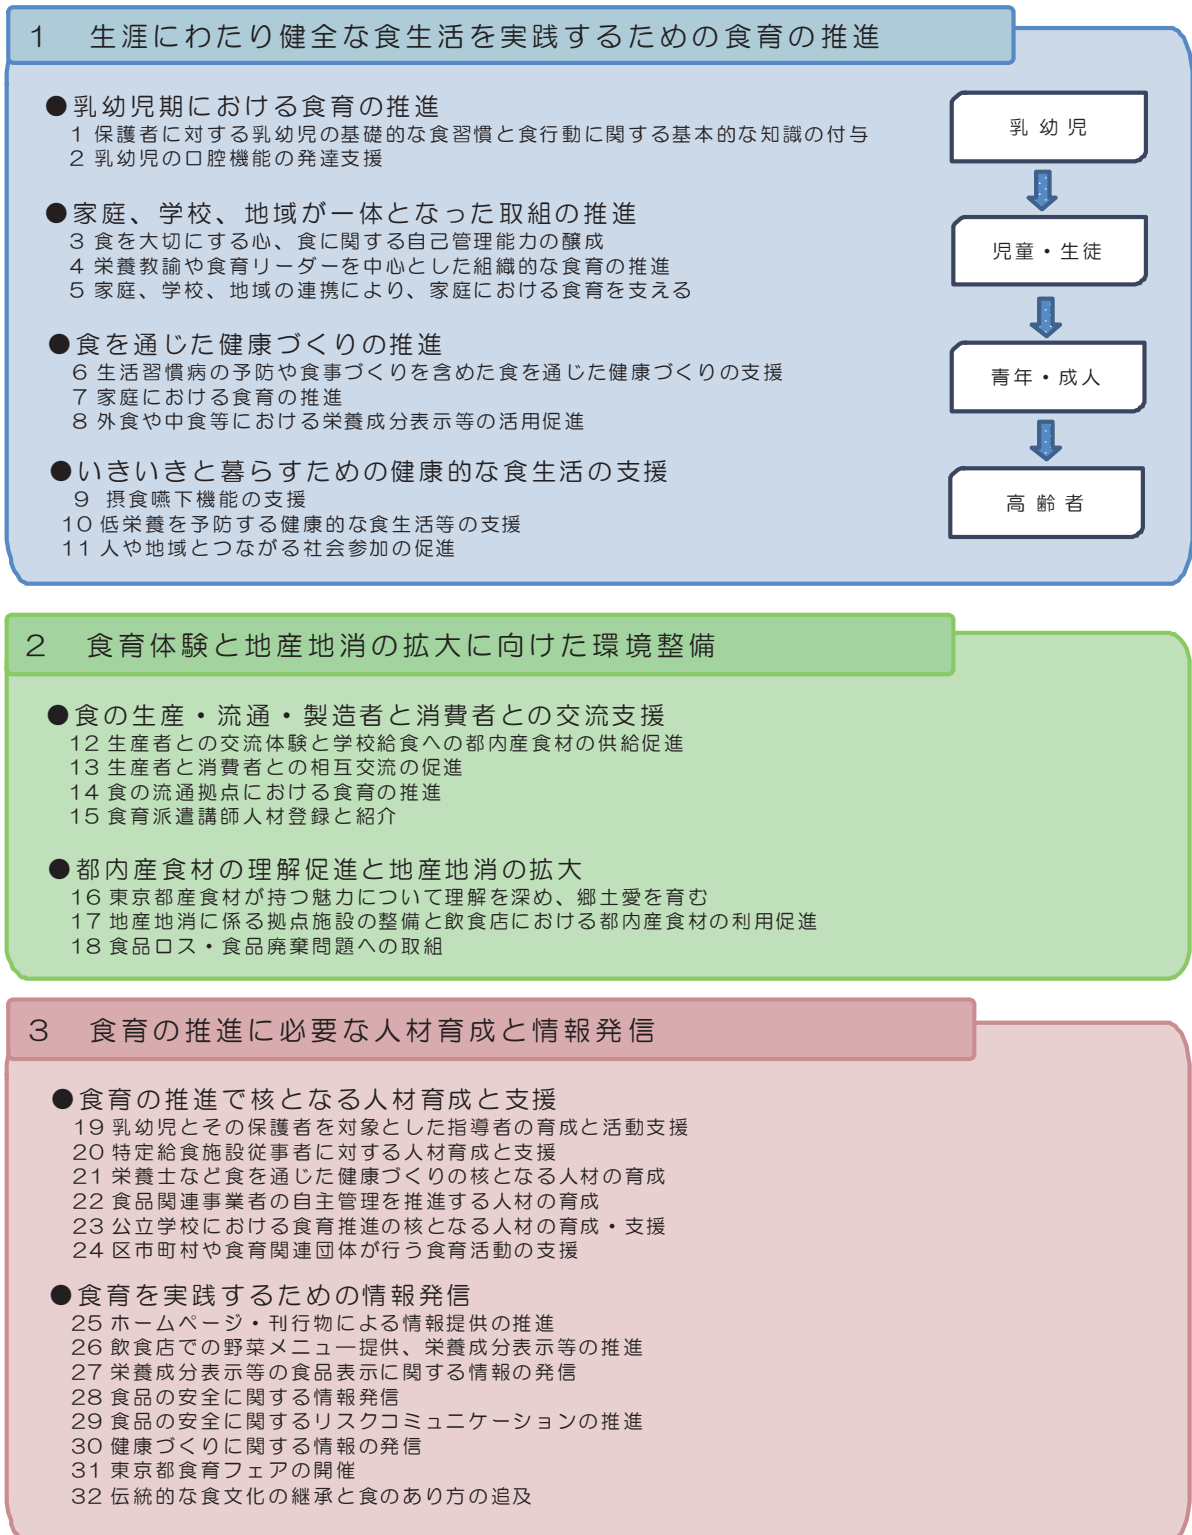 1 生涯にわたり健全な食生活を実践するための食育の推進
●乳幼児期における食育の推進
1 保護者に対する乳幼児の基礎的な食習慣と食行動に関する基本的な知識の付与
2 乳幼児の口腔機能の発達支援
●家庭、学校、地域が一体となった取組の推進
3 食を大切にする心、食に関する自己管理能力の醸成
4 栄養教諭や食育リーダーを中心とした組織的な食育の推進
5 家庭、学校、地域の連携により、家庭における食育を支える
●食を通じた健康づくりの推進
6 生活習慣病の予防や食事づくりを含めた食を通じた健康づくりの支援
7 家庭における食育の推進
8 外食や中食等における栄養成分表示等の活用促進
●いきいきと暮らすための健康的な食生活の支援
9 摂食嚥下機能の支援
10 低栄養を予防する健康的な食生活等の支援
11 人や地域とつながる社会参加の促進
乳幼児
児童・生徒
青年・成人
高齢者
2 食育体験と地産地消の拡大に向けた環境整備
●食の生産・流通・製造者と消費者との交流支援
12 生産者との交流体験と学校給食への都内産食材の供給促進
13 生産者と消費者との相互交流の促進
14 食の流通拠点における食育の推進
15 食育派遣講師人材登録と紹介
●都内産食材の理解促進と地産地消の拡大
16 東京都産食材が持つ魅力について理解を深め、郷土愛を育む
17 地産地消に係る拠点施設の整備と飲食店における都内産食材の利用促進
18 食品ロス・食品廃棄問題への取組
3 食育の推進に必要な人材育成と情報発信
●食育の推進で核となる人材育成と支援
19 乳幼児とその保護者を対象とした指導者の育成と活動支援
20 特定給食施設従事者に対する人材育成と支援
21 栄養士など食を通じた健康づくりの核となる人材の育成
22 食品関連事業者の自主管理を推進する人材の育成
23 公立学校における食育推進の核となる人材の育成・支援
24 区市町村や食育関連団体が行う食育活動の支援
●食育を実践するための情報発信
25 ホームページ・刊行物による情報提供の推進
26 飲食店での野菜メニュー提供、栄養成分表示等の推進
27 栄養成分表示等の食品表示に関する情報の発信
28 食品の安全に関する情報発信
29 食品の安全に関するリスクコミュニケーションの推進
30 健康づくりに関する情報の発信
31 東京都食育フェアの開催
32 伝統的な食文化の継承と食のあり方の追及